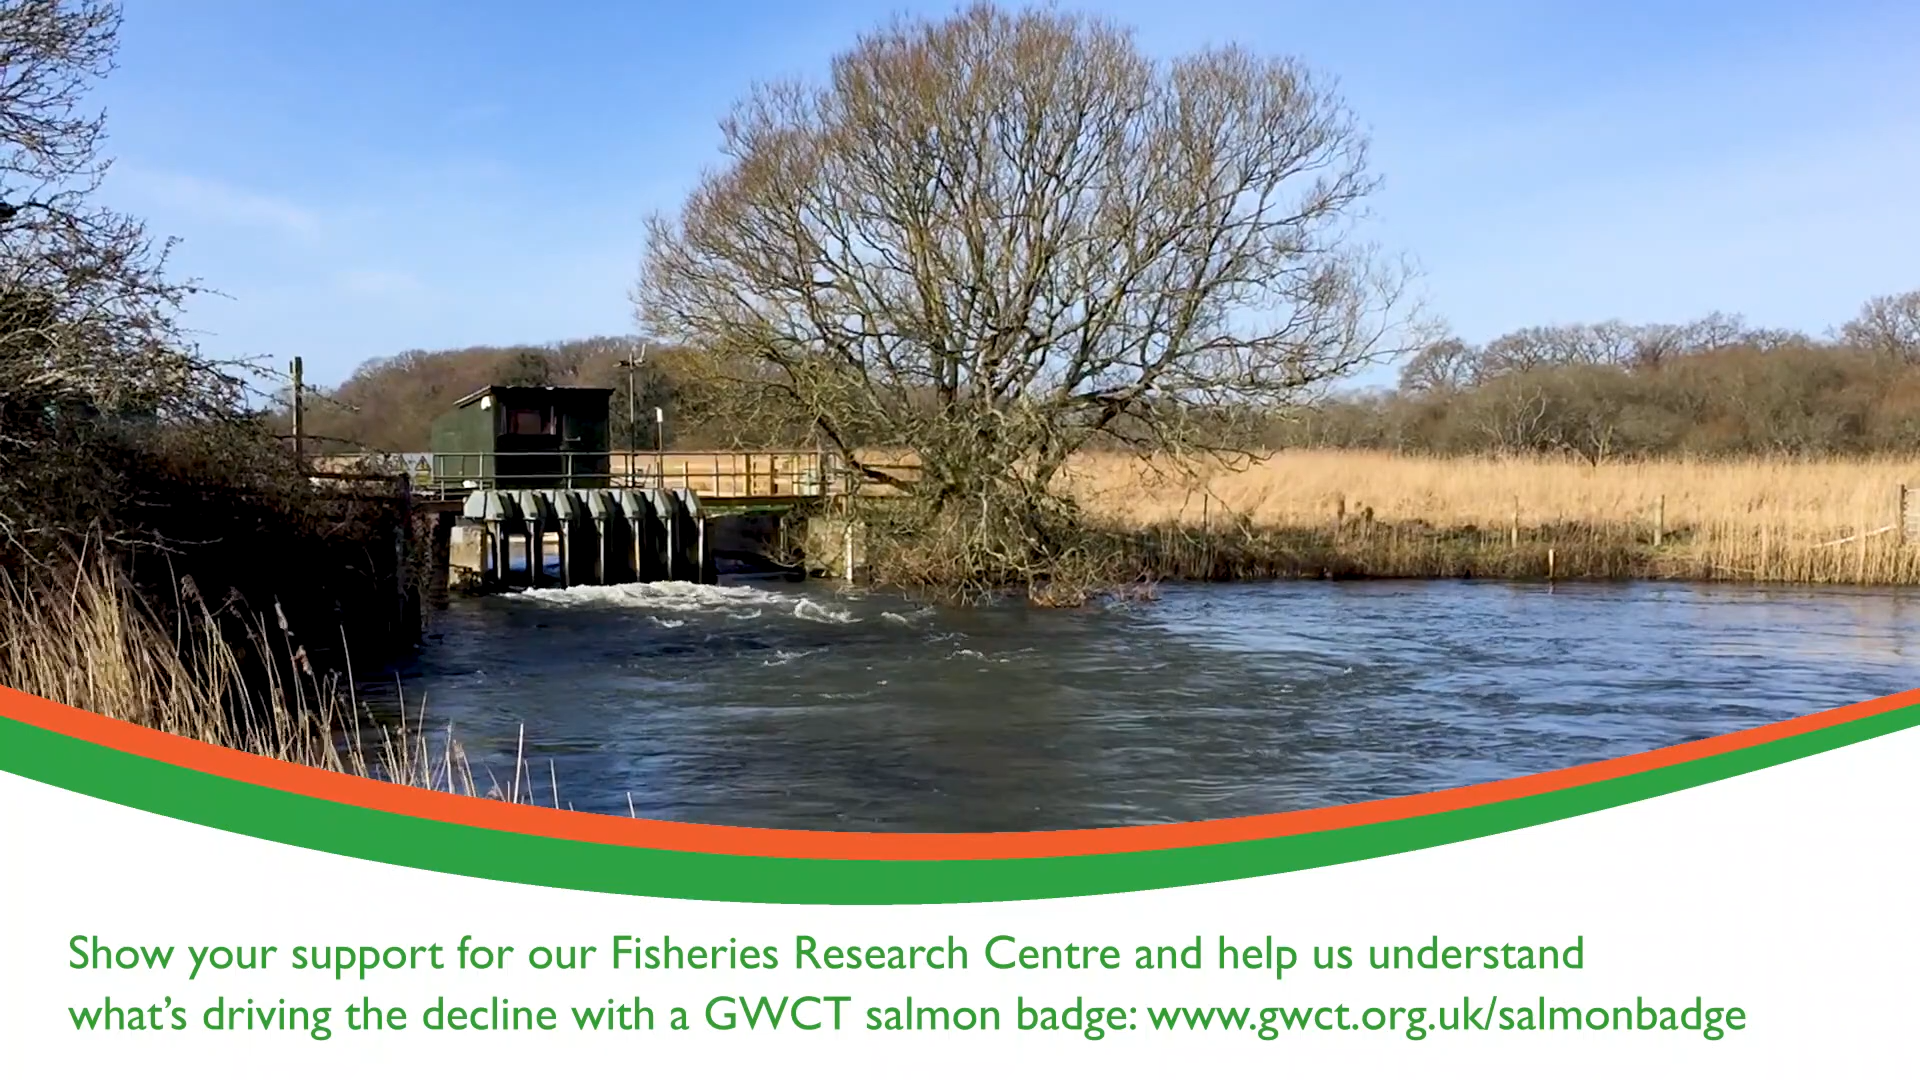 Show your support for our Fisheries Research Centre and help us understand
what’s driving the decline with a GWCT salmon badge: www.gwct.org.uk/salmonbadge